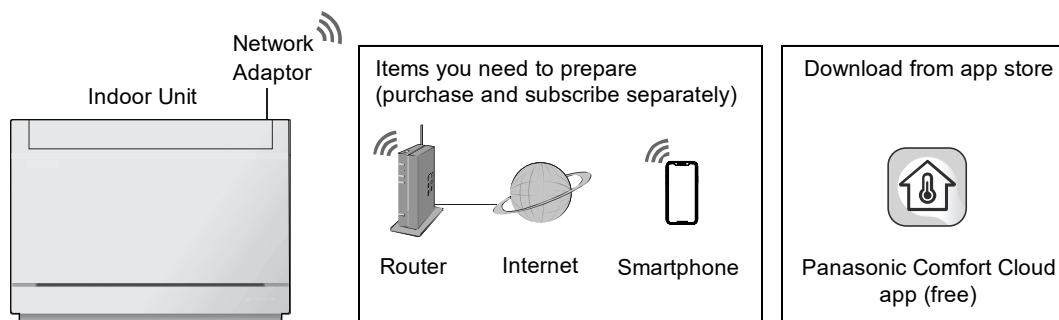 Network
Adaptor
Indoor Unit
Items you need to prepare
(purchase and subscribe separately)
Router
Internet
Smartphone
Download from app store
Panasonic Comfort Cloud
app (free)